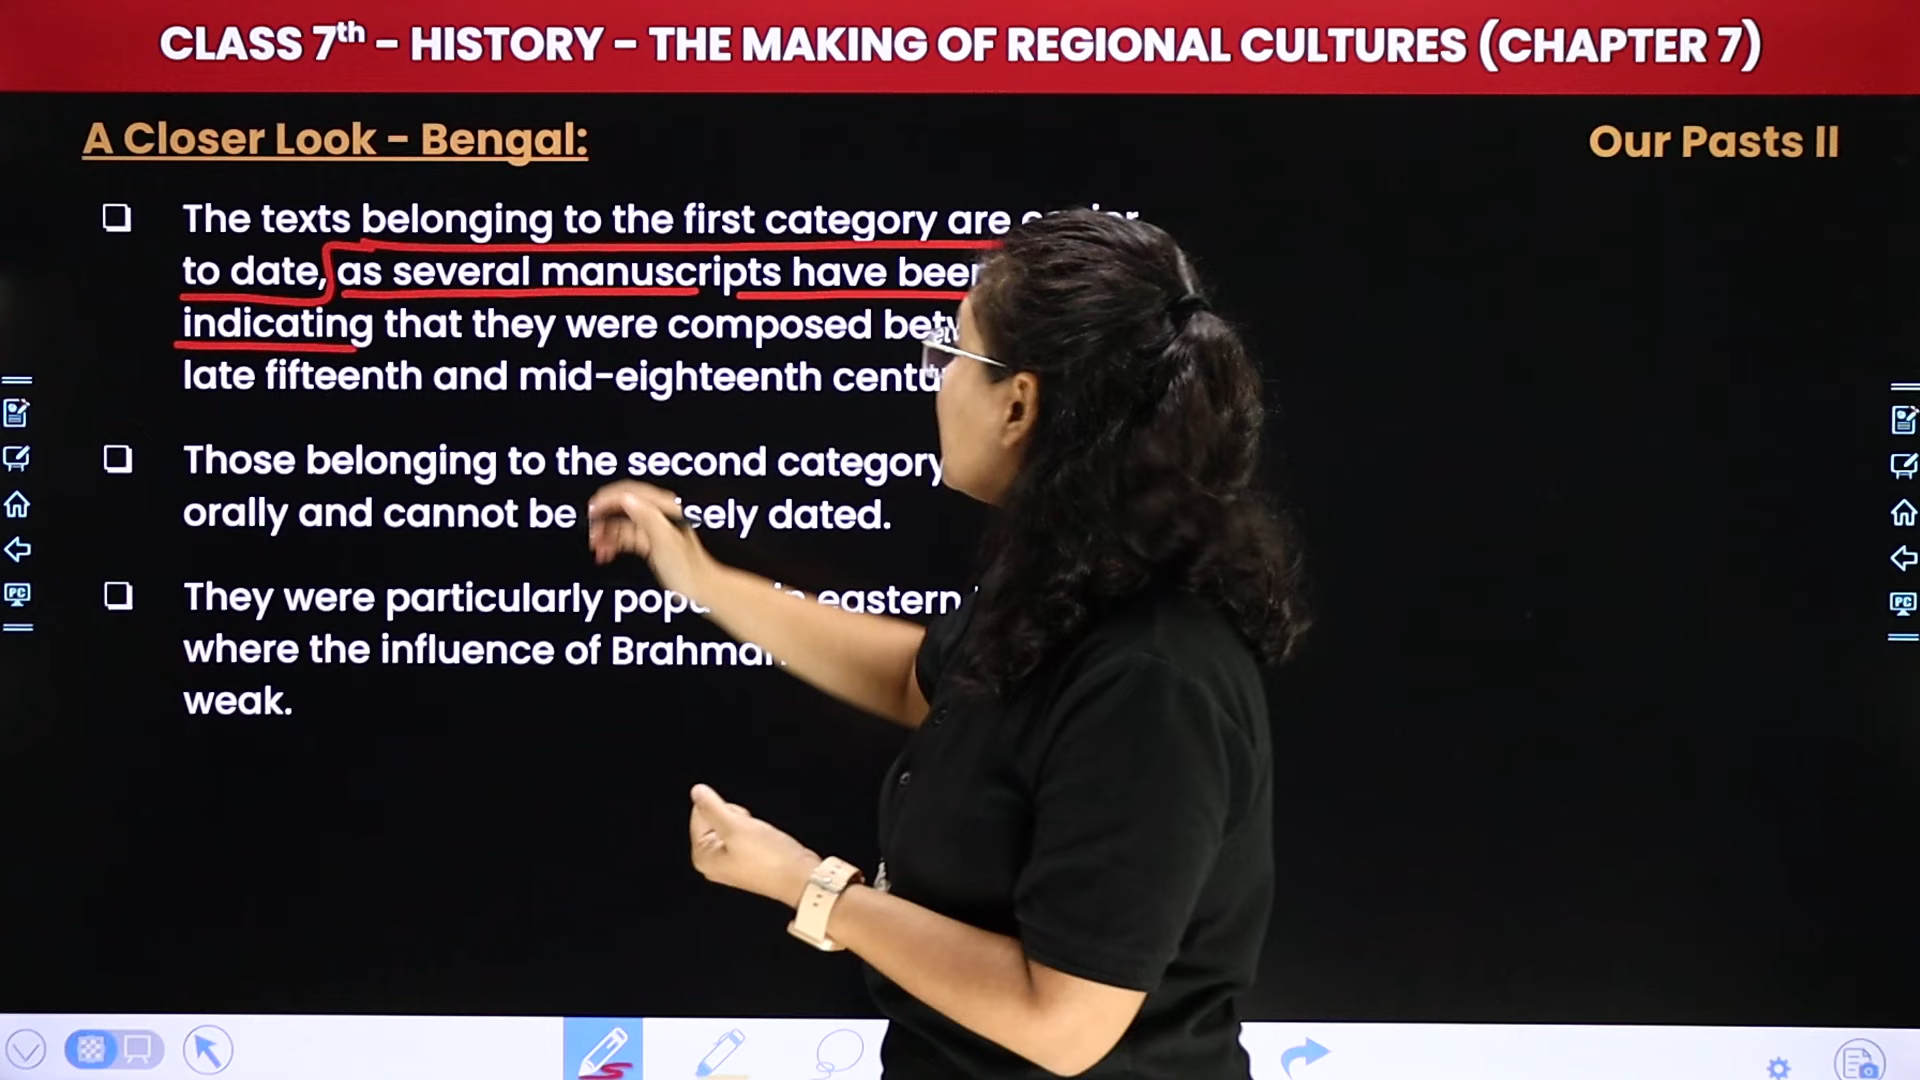 CLASS 7th - HISTORY - THE MAKING OF REGIONAL CULTURES (CHAPTER 7)
A Closer Look - Bengal:
Our Pasts II
❑ The texts belonging to the first category are
to date, as several manuscripts have been
indicating that they were composed
late fifteenth and mid-eighteenth
❑ Those belonging to the second category
orally and cannot be dated.
❑ They were particularly eastern
where the influence of
weak.
PC
PC